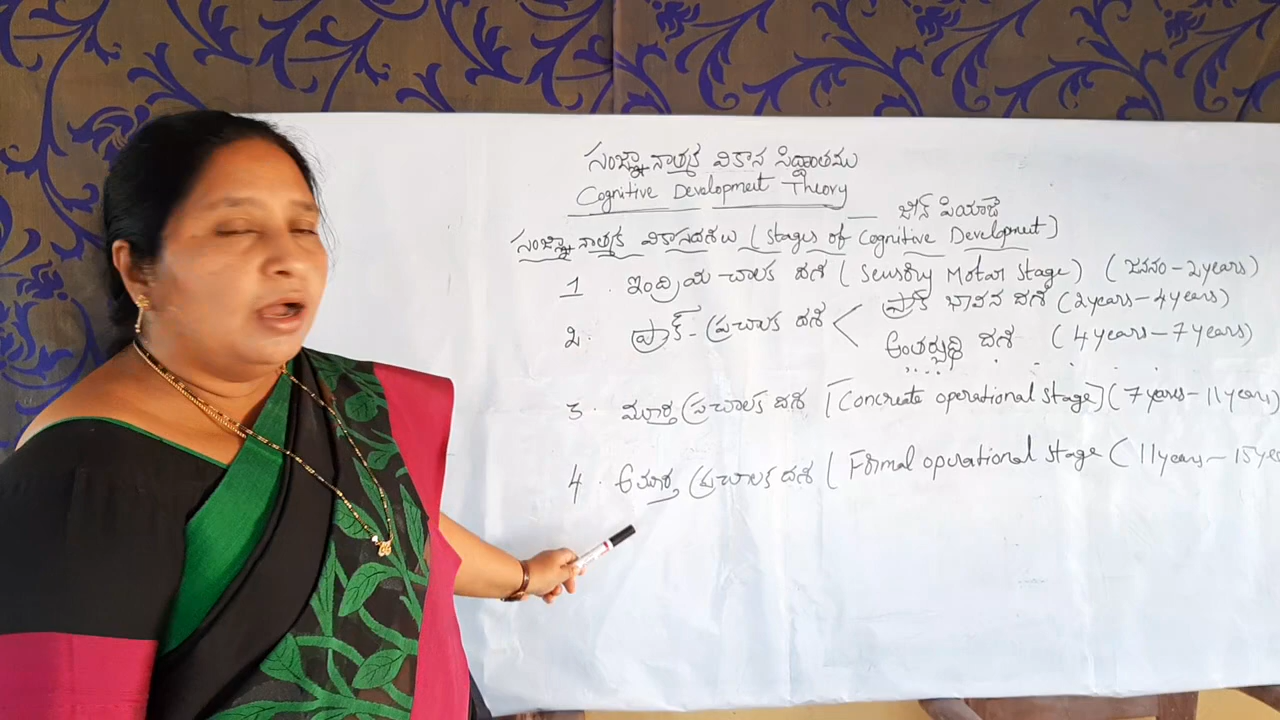 సంజ్ఞానాత్మక వికాస సిద్ధాంతము
Cognitive Development Theory
— జీన్ పియాజే
సంజ్ఞానాత్మక వికాసదశలు (Stages of Cognitive Development)
1. ఇంద్రియ చాలక దశ (Sensory Motor Stage) (జననం - 2years)
2. ప్రాక్ - ప్రచాలక దశ < ప్రాక్ భావన దశ (2years - 4years)
అంతర్బుద్ధి దశ (4years - 7years)
3. మూర్త ప్రచాలక దశ (Concrete operational stage) (7years - 11years)
4. అమూర్త ప్రచాలక దశ (Formal operational stage (11years - 15ye